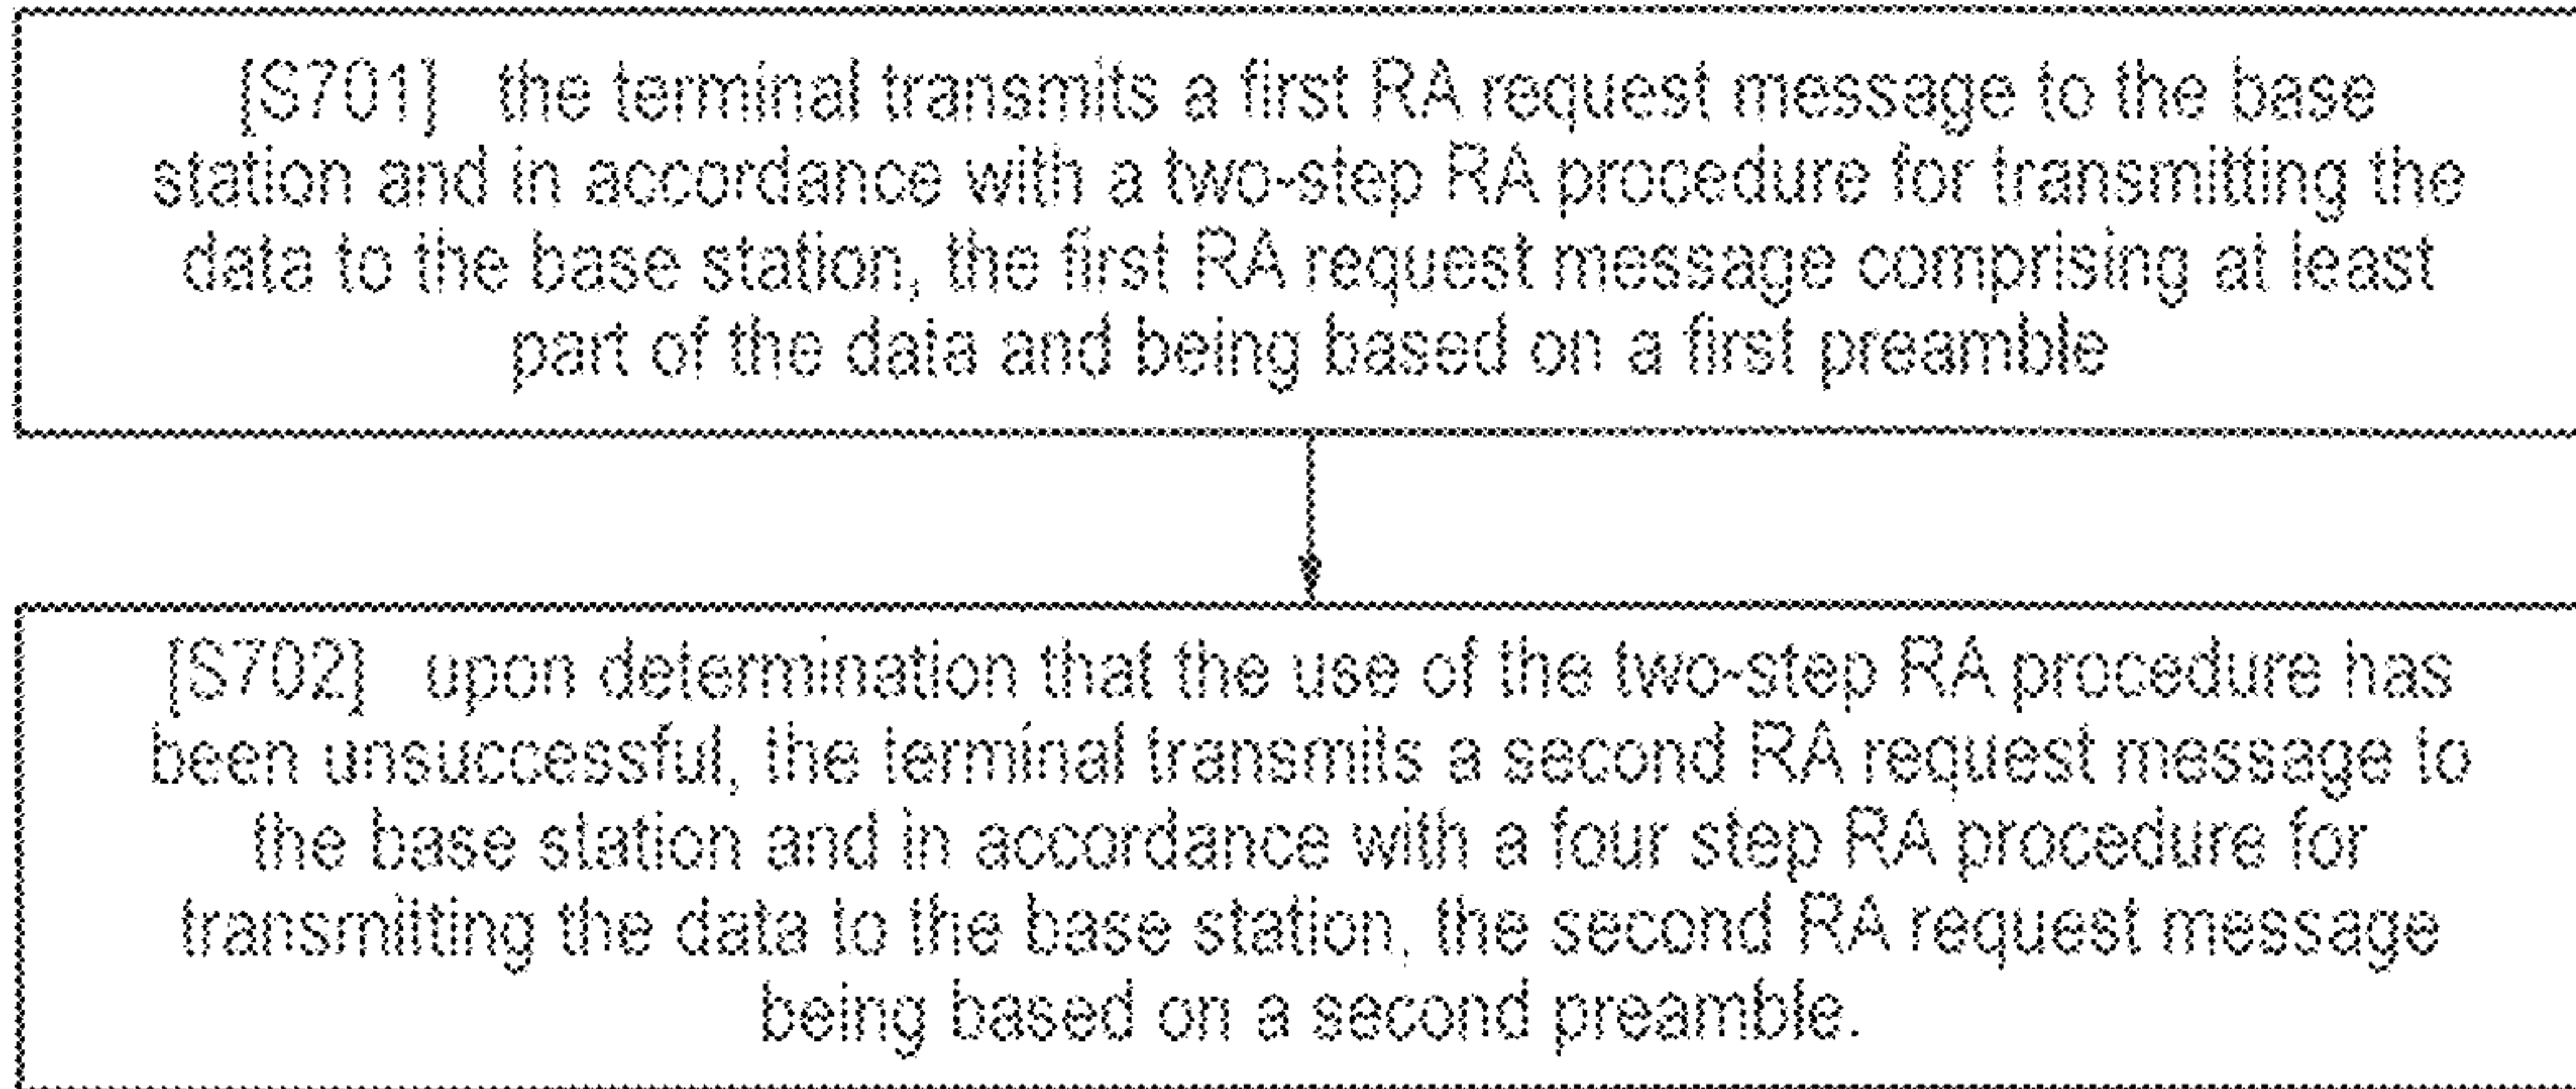 [S701] the terminal transmits a first RA request message to the base
station and in accordance with a two-step RA procedure for transmitting the
data to the base station, the first RA request message comprising at least
part of the data and being based on a first preamble
[S702] upon determination that the use of the two-step RA procedure has
been unsuccessful, the terminal transmits a second RA request message to
the base station and in accordance with a four step RA procedure for
transmitting the data to the base station, the second RA request message
being based on a second preamble.